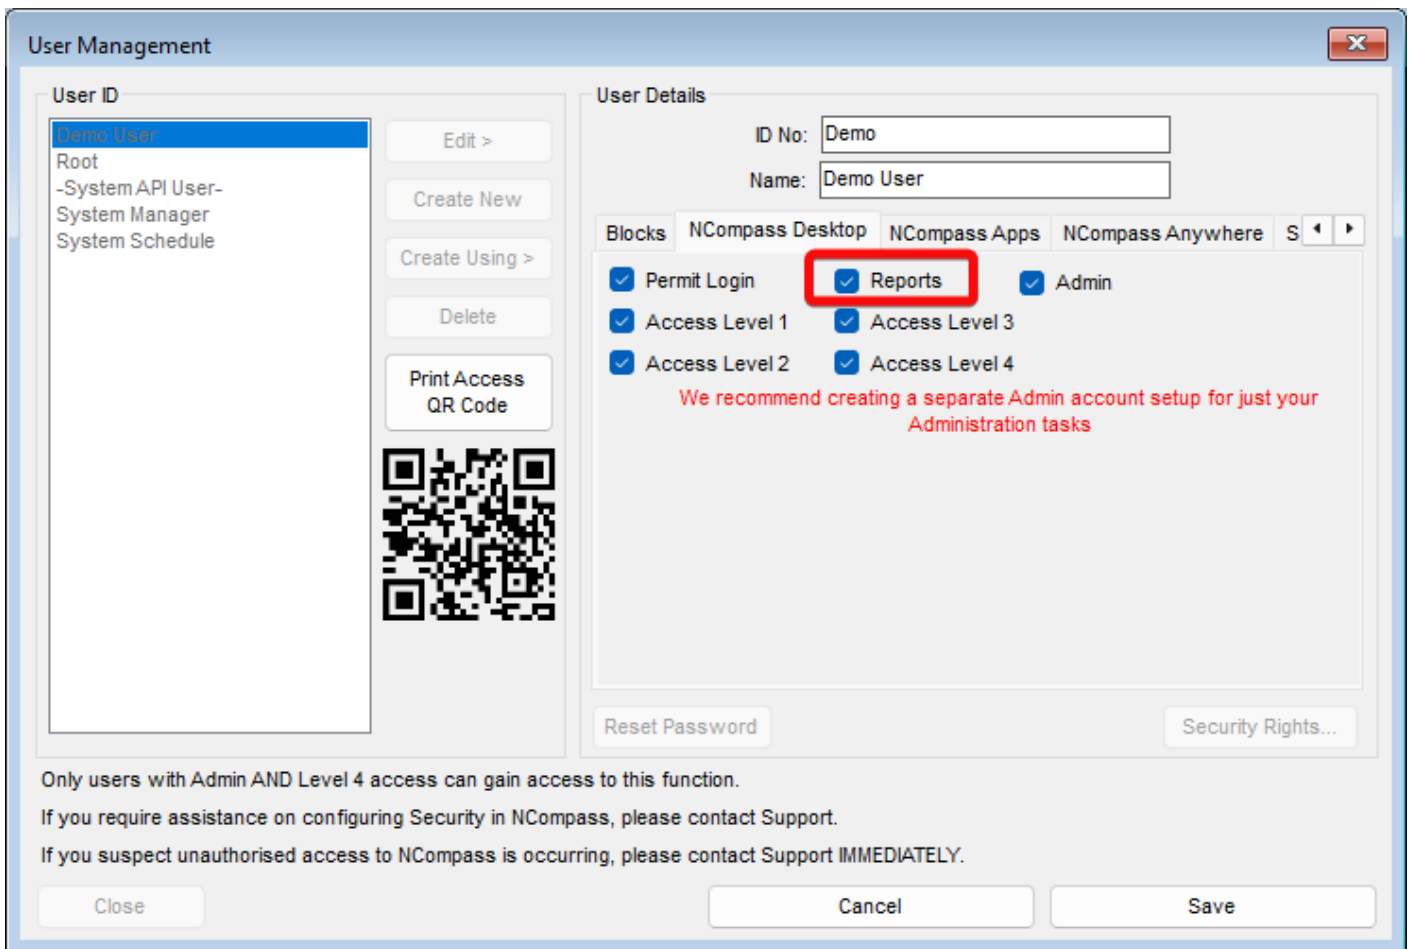 User Management
User ID
Demo User
Root
-System API User-
System Manager
System Schedule
Edit >
Create New
Create Using >
Delete
Print Access
QR Code
User Details
ID No: Demo
Name: Demo User
Blocks NCompass Desktop NCompass Apps NCompass Anywhere S
Permit Login Reports Admin
Access Level 1 Access Level 3
Access Level 2 Access Level 4
We recommend creating a separate Admin account setup for just your
Administration tasks
Reset Password Security Rights...
Only users with Admin AND Level 4 access can gain access to this function.
If you require assistance on configuring Security in NCompass, please contact Support.
If you suspect unauthorised access to NCompass is occurring, please contact Support IMMEDIATELY.
Close Cancel Save